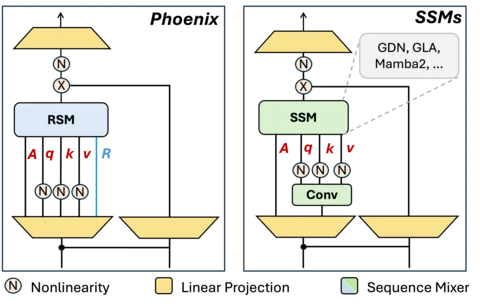 Phoenix
N
X
RSM
A q k v R
N N N
SSMs
GDN, GLA,
Mamba2, ...
N
X
SSM
A q k v
N N N
Conv
N Nonlinearity
Linear Projection
Sequence Mixer